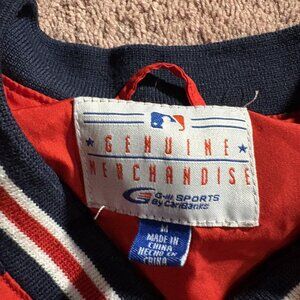 GENUINE
MERCHANDISE
G-III SPORTS
By Carl Banks
M
MADE IN
CHINA
HECHO EN
CHINA